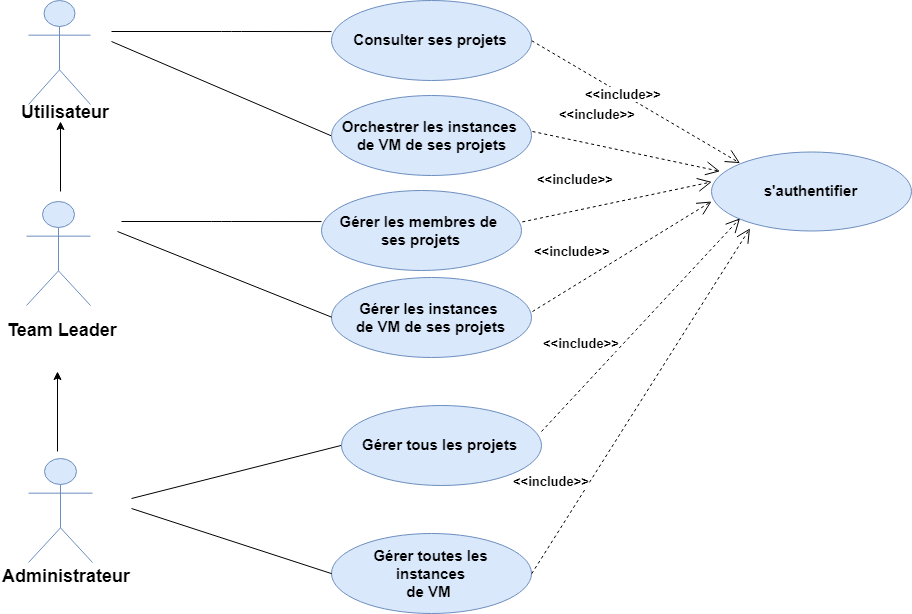 Utilisateur
Consulter ses projets
<<include>>
<<include>>
Orchestrer les instances
de VM de ses projets
<<include>>
s'authentifier
Gérer les membres de
ses projets
<<include>>
Team Leader
Gérer les instances
de VM de ses projets
<<include>>
Gérer tous les projets
<<include>>
Administrateur
Gérer toutes les
instances
de VM